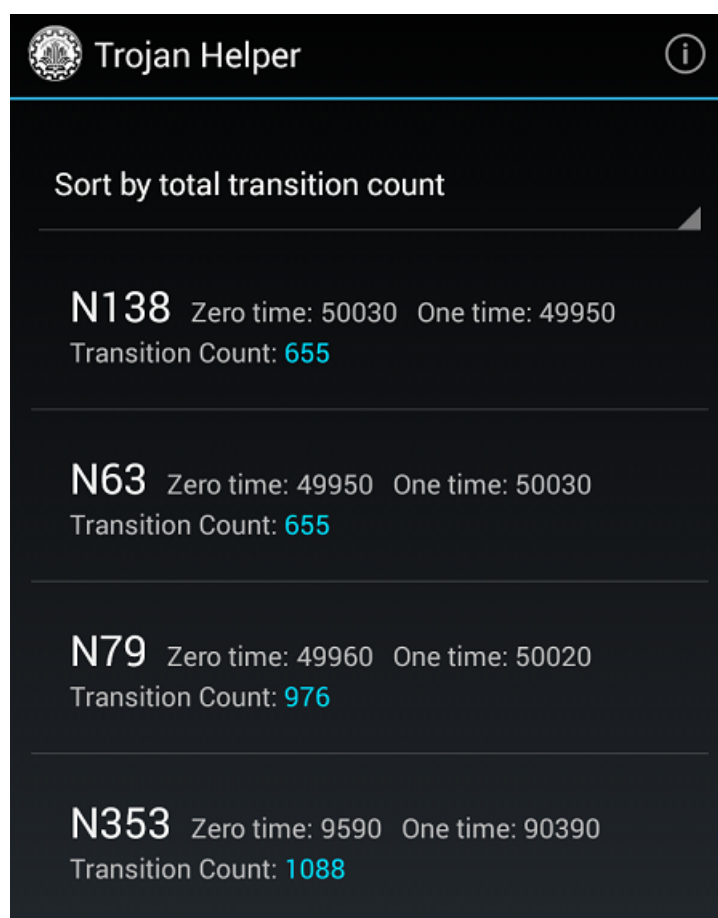 Trojan Helper
Sort by total transition count
N138 Zero time: 50030 One time: 49950
Transition Count: 655
N63 Zero time: 49950 One time: 50030
Transition Count: 655
N79 Zero time: 49960 One time: 50020
Transition Count: 976
N353 Zero time: 9590 One time: 90390
Transition Count: 1088